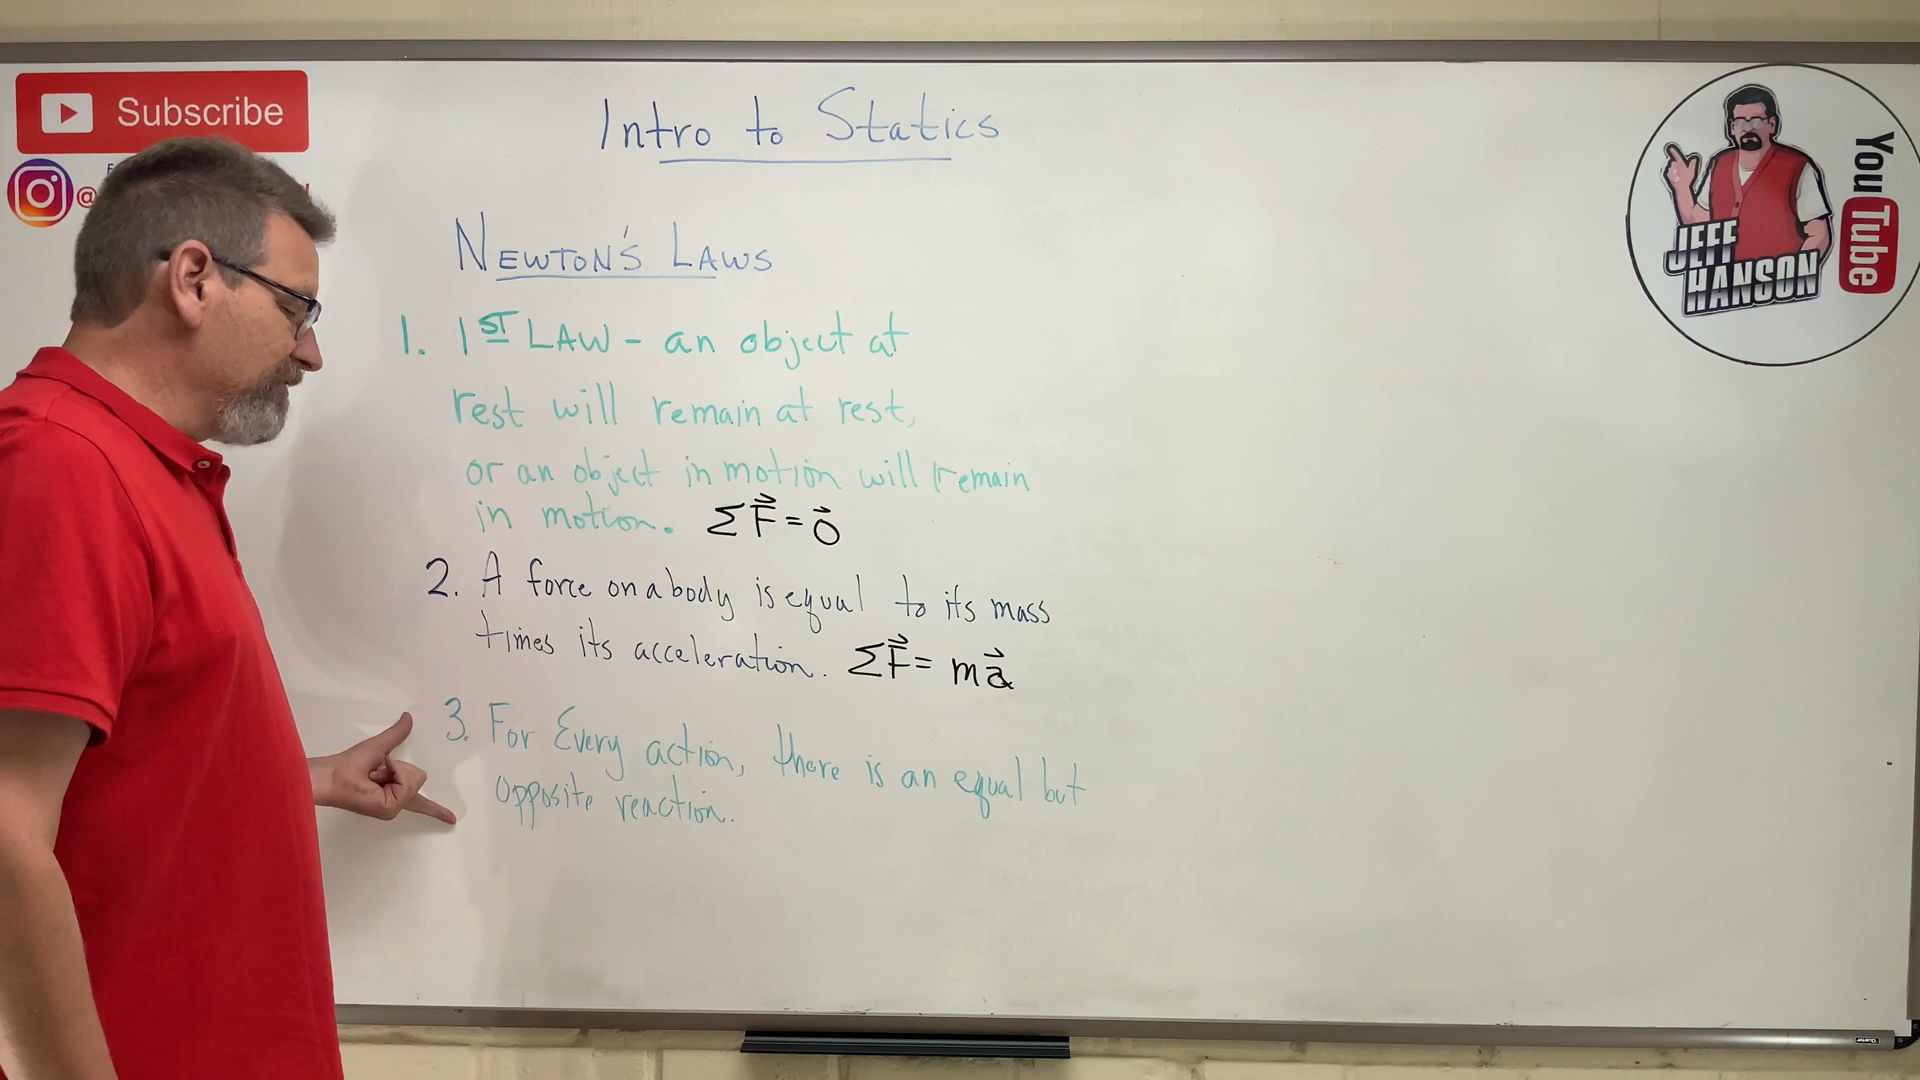 Subscribe
@
Intro to Statics
NEWTON'S LAWS
1. 1ST LAW - an object at
rest will remain at rest,
or an object in motion will remain
in motion. ΣF⃗ = 0⃗
2. A force on a body is equal to its mass
times its acceleration. ΣF⃗ = ma⃗
3. For Every action, there is an equal but
opposite reaction.
JEFF
HANSON
YouTube